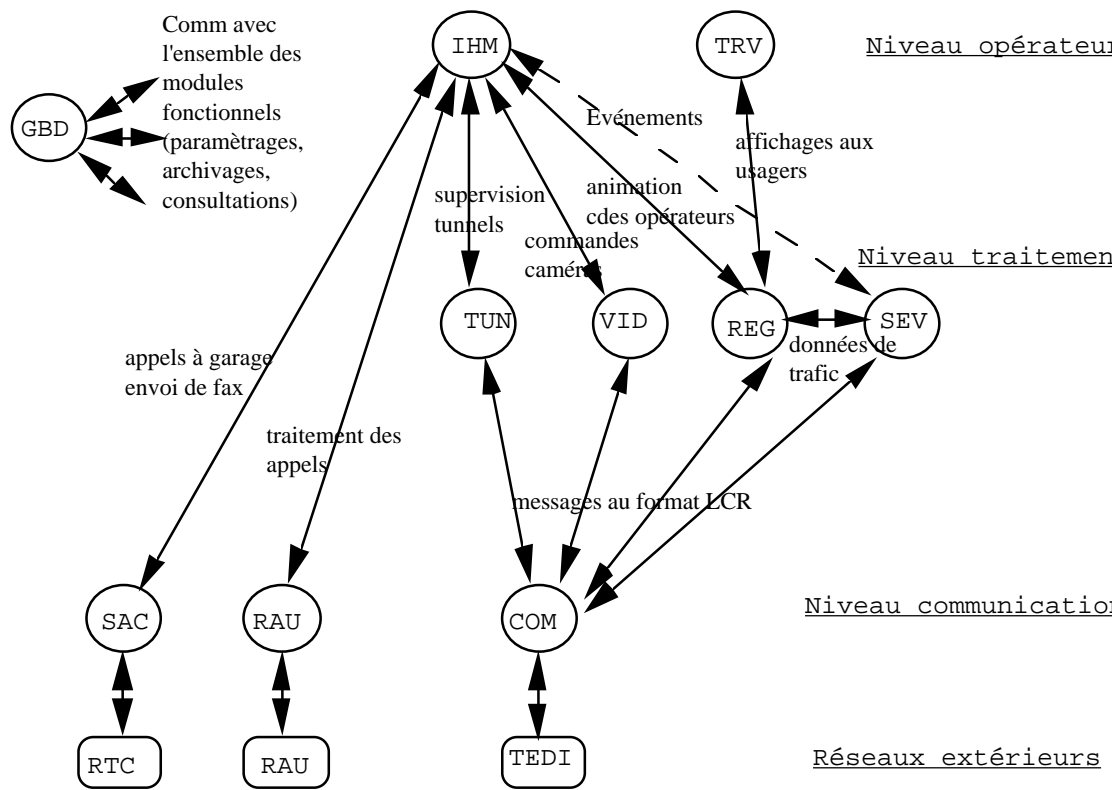 Comm avec
l'ensemble des
modules
fonctionnels
(paramètrages,
archivages,
consultations)
GBD
IHM
TRV
Niveau opérateur
Evénements
affichages aux
usagers
supervision
tunnels
animation
cdes opérateurs
commandes
caméras
Niveau traitemen
TUN
VID
REG
SEV
données de
trafic
appels à garage
envoi de fax
traitement des
appels
messages au format LCR
SAC
RAU
COM
Niveau communication
RTC
RAU
TEDI
Réseaux extérieurs